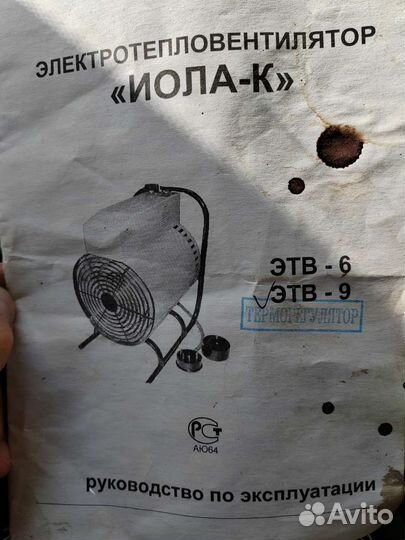 ЭЛЕКТРОТЕПЛОВЕНТИЛЯТОР
«ИОЛА-К»
ЭТВ - 6
ЭТВ - 9
ТЕРМОРЕГУЛЯТОР
РСТ
АЮ64
руководство по эксплуатации
Avito